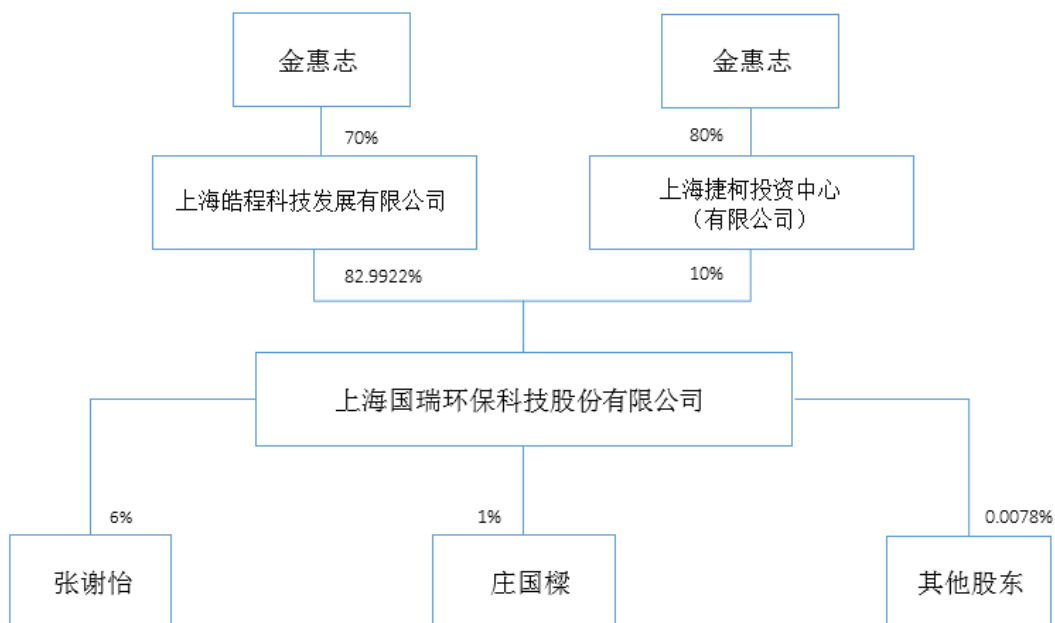 金惠志
金惠志
70%
80%
上海皓程科技发展有限公司
上海捷柯投资中心
（有限公司）
82.9922%
10%
上海国瑞环保科技股份有限公司
6%
1%
0.0078%
张谢怡
庄国樑
其他股东